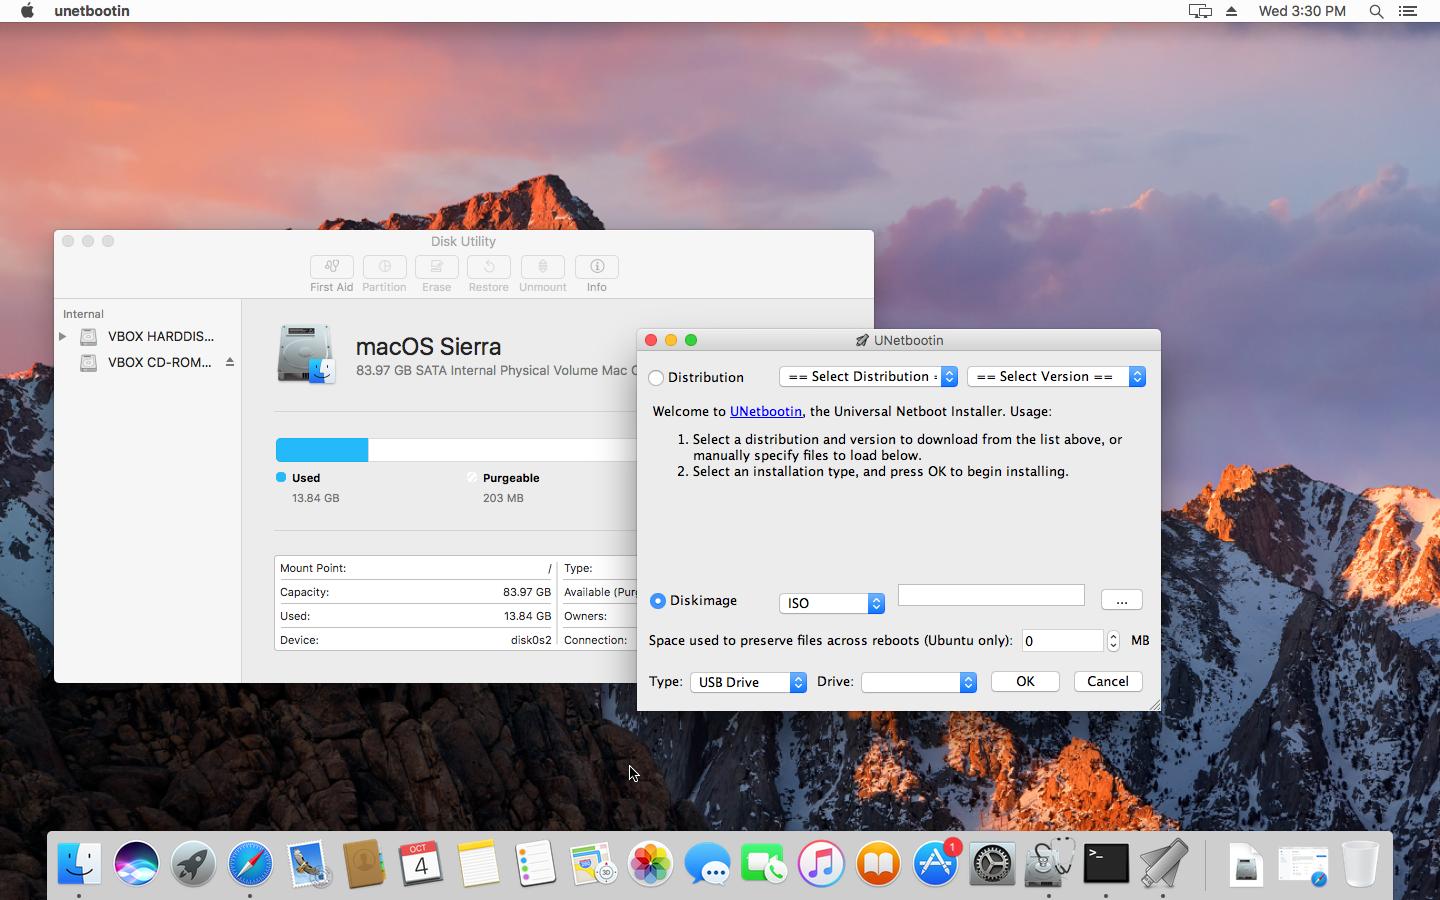 unetbootin
Wed 3:30 PM
Disk Utility
First Aid Partition Erase Restore Unmount Info
Internal
VBOX HARDDIS...
VBOX CD-ROM...
macOS Sierra
83.97 GB SATA Internal Physical Volume Mac
Used
13.84 GB
Purgeable
203 MB
Mount Point: /
Capacity: 83.97 GB
Used: 13.84 GB
Device: disk0s2
Type:
Available (Pur
Owners:
Connection:
UNetbootin
Distribution
== Select Distribution
== Select Version ==
Welcome to UNetbootin, the Universal Netboot Installer. Usage:
1. Select a distribution and version to download from the list above, or
manually specify files to load below.
2. Select an installation type, and press OK to begin installing.
Diskimage
ISO
...
Space used to preserve files across reboots (Ubuntu only): 0 MB
Type: USB Drive Drive: OK Cancel
OCT
4
3D
1
>_